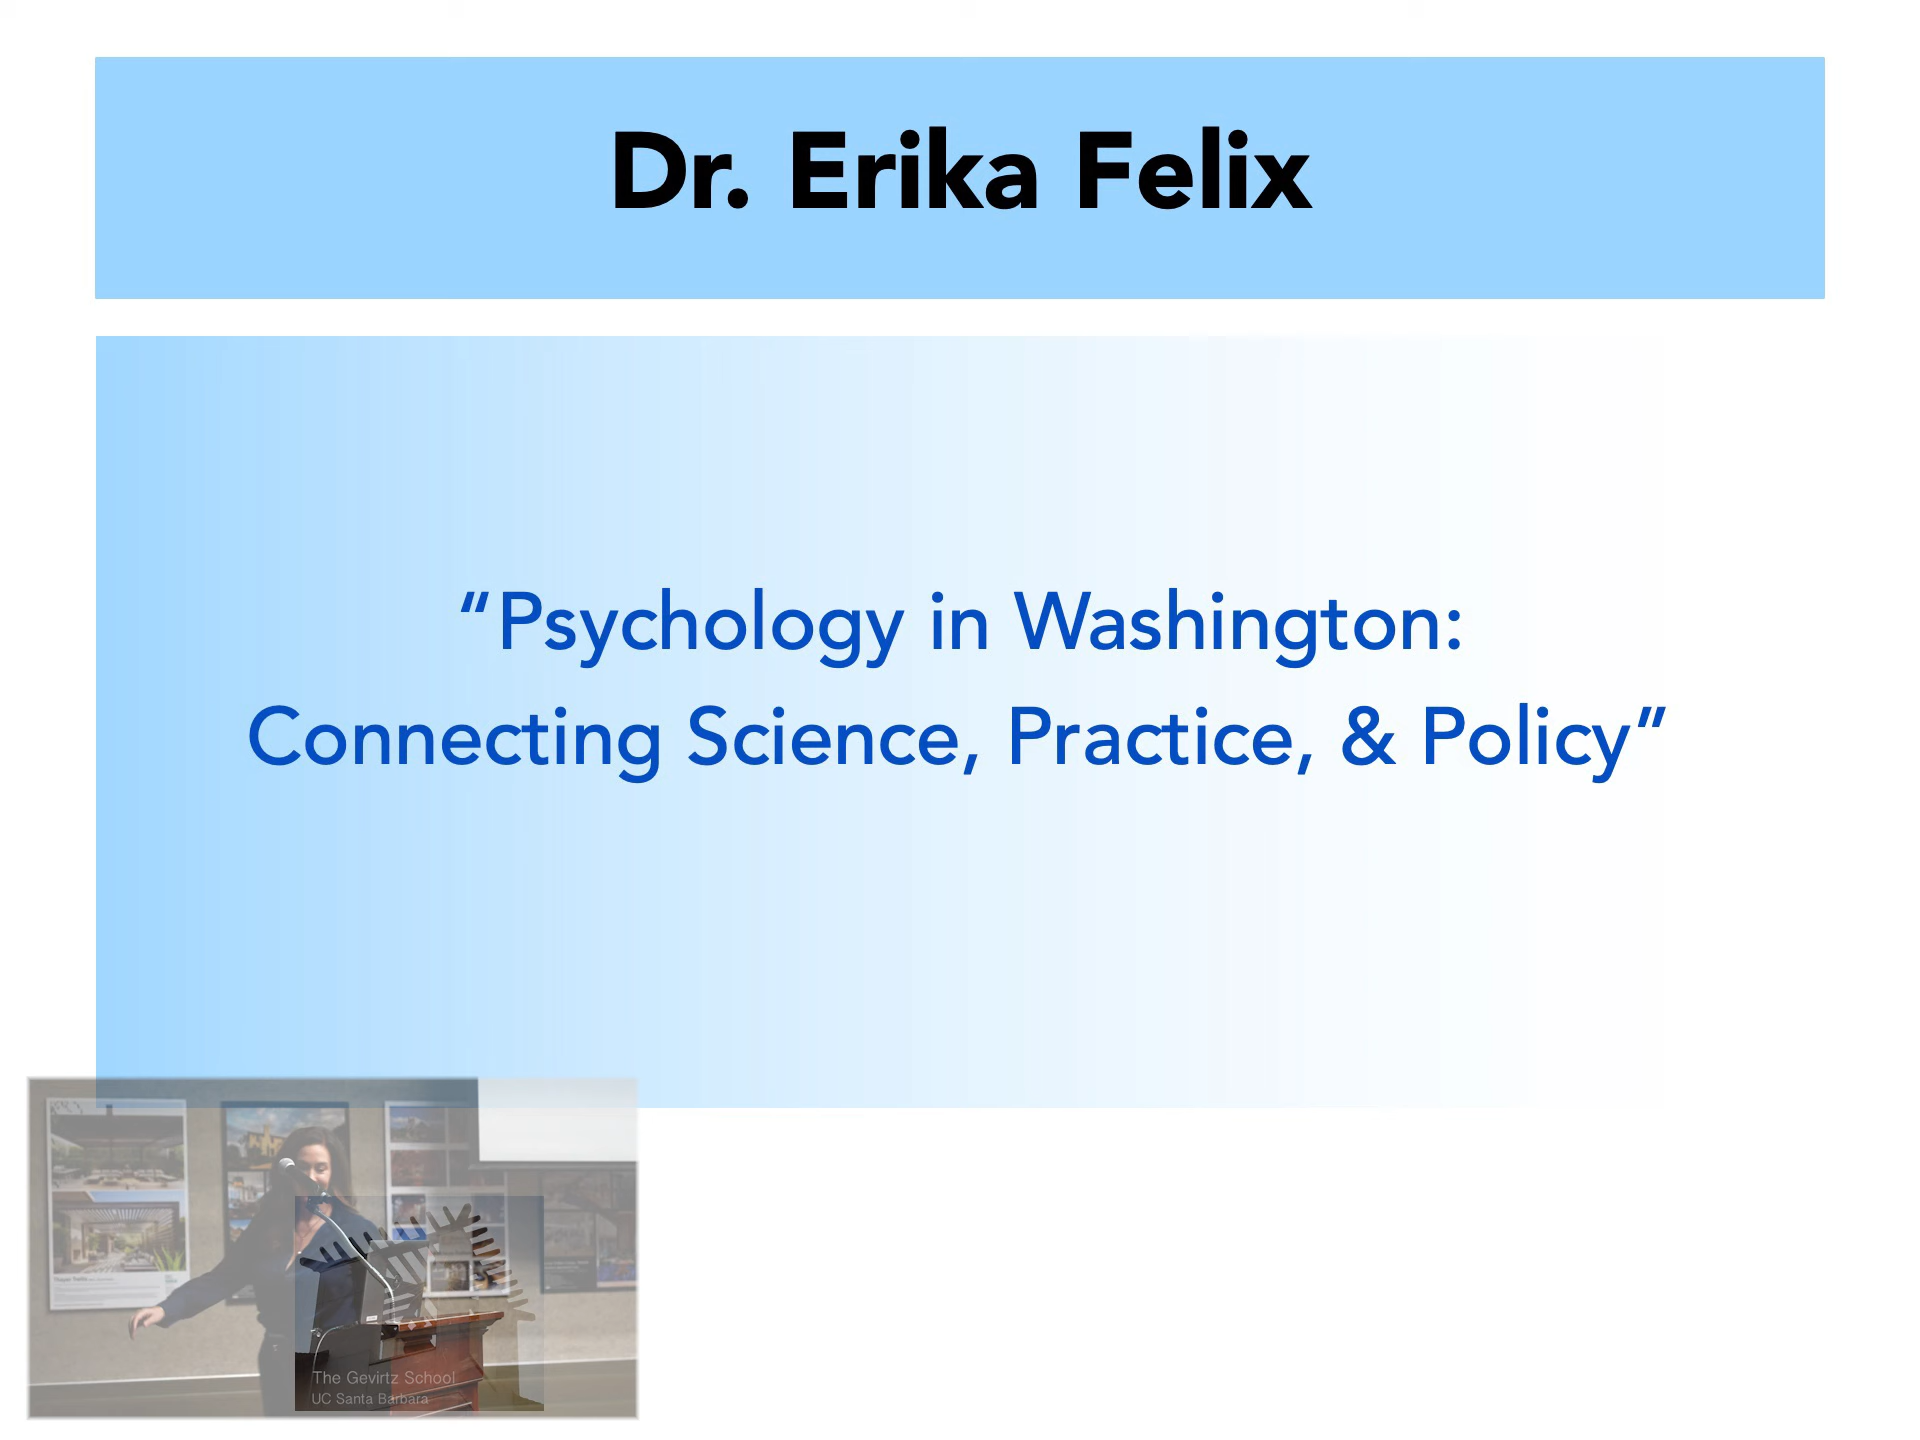 Dr. Erika Felix
“Psychology in Washington:
Connecting Science, Practice, & Policy”
The Gevirtz School
UC Santa Barbara